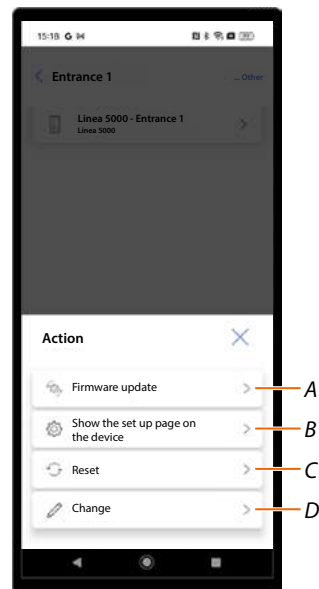 15:18 G
Entrance 1
... Other
Linea 5000 - Entrance 1
Linea 5000
Action
Firmware update
A
Show the set up page on
the device
B
Reset
C
Change
D